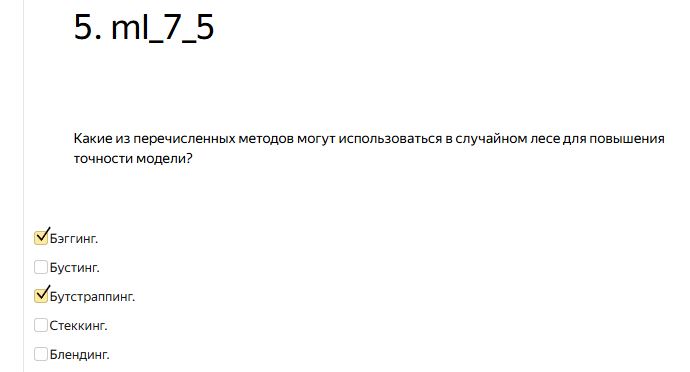 5. ml_7_5
Какие из перечисленных методов могут использоваться в случайном лесе для повышения
точности модели?
Бэггинг.
Бустинг.
Бутстраппинг.
Стеккинг.
Блендинг.